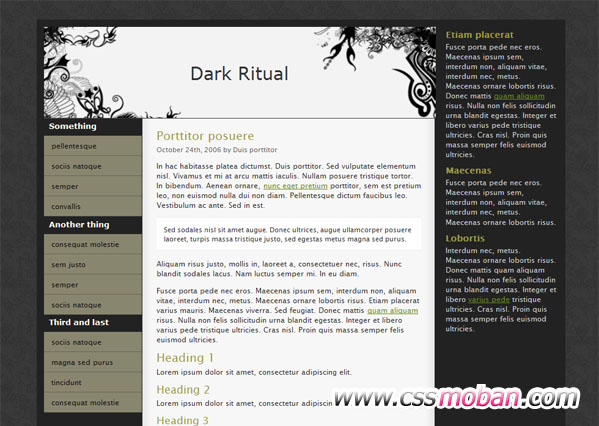 Dark Ritual
Something
pellentesque
sociis natoque
semper
convallis
Another thing
consequat molestie
sem justo
semper
sociis natoque
Third and last
sociis natoque
magna sed purus
tincidunt
consequat molestie
Porttitor posuere
October 24th, 2006 by Duis porttitor
In hac habitasse platea dictumst. Duis porttitor. Sed vulputate elementum
nisl. Vivamus et mi at arcu mattis iaculis. Nullam posuere tristique tortor.
In bibendum. Aenean ornare, nunc eget pretium porttitor, sem est pretium
leo, non euismod nulla dui non diam. Pellentesque dictum faucibus leo.
Vestibulum ac ante. Sed in est.
Sed sodales nisl sit amet augue. Donec ultrices, augue ullamcorper posuere
laoreet, turpis massa tristique justo, sed egestas metus magna sed purus.
Aliquam risus justo, mollis in, laoreet a, consectetuer nec, risus. Nunc
blandit sodales lacus. Nam luctus semper mi. In eu diam.
Fusce porta pede nec eros. Maecenas ipsum sem, interdum non, aliquam
vitae, interdum nec, metus. Maecenas ornare lobortis risus. Etiam placerat
varius mauris. Maecenas viverra. Sed feugiat. Donec mattis quam aliquam
risus. Nulla non felis sollicitudin urna blandit egestas. Integer et libero
varius pede tristique ultricies. Cras nisl. Proin quis massa semper felis
euismod ultricies.
Heading 1
Lorem ipsum dolor sit amet, consectetur adipiscing elit.
Heading 2
Lorem ipsum dolor sit amet, consectetur adipiscin
Heading 3
Etiam placerat
Fusce porta pede nec eros.
Maecenas ipsum sem,
interdum non, aliquam vitae,
interdum nec, metus.
Maecenas ornare lobortis risus.
Donec mattis quam aliquam
risus. Nulla non felis sollicitudin
urna blandit egestas. Integer et
libero varius pede tristique
ultricies. Cras nisl. Proin quis
massa semper felis euismod
ultricies.
Maecenas
Fusce porta pede nec eros.
Maecenas ipsum sem,
interdum non, aliquam vitae,
interdum nec, metus.
Maecenas ornare lobortis risus.
Lobortis
Interdum nec, metus.
Maecenas ornare lobortis risus.
Donec mattis quam aliquam
risus. Nulla non felis sollicitudin
urna blandit egestas. Integer et
libero varius pede tristique
ultricies. Cras nisl. Proin quis
massa semper felis euismod
ultricies.
www.cssmoban.com